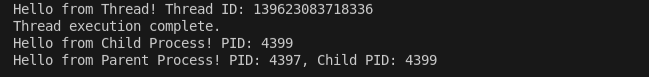 Hello from Thread! Thread ID: 139623083718336
Thread execution complete.
Hello from Child Process! PID: 4399
Hello from Parent Process! PID: 4397, Child PID: 4399